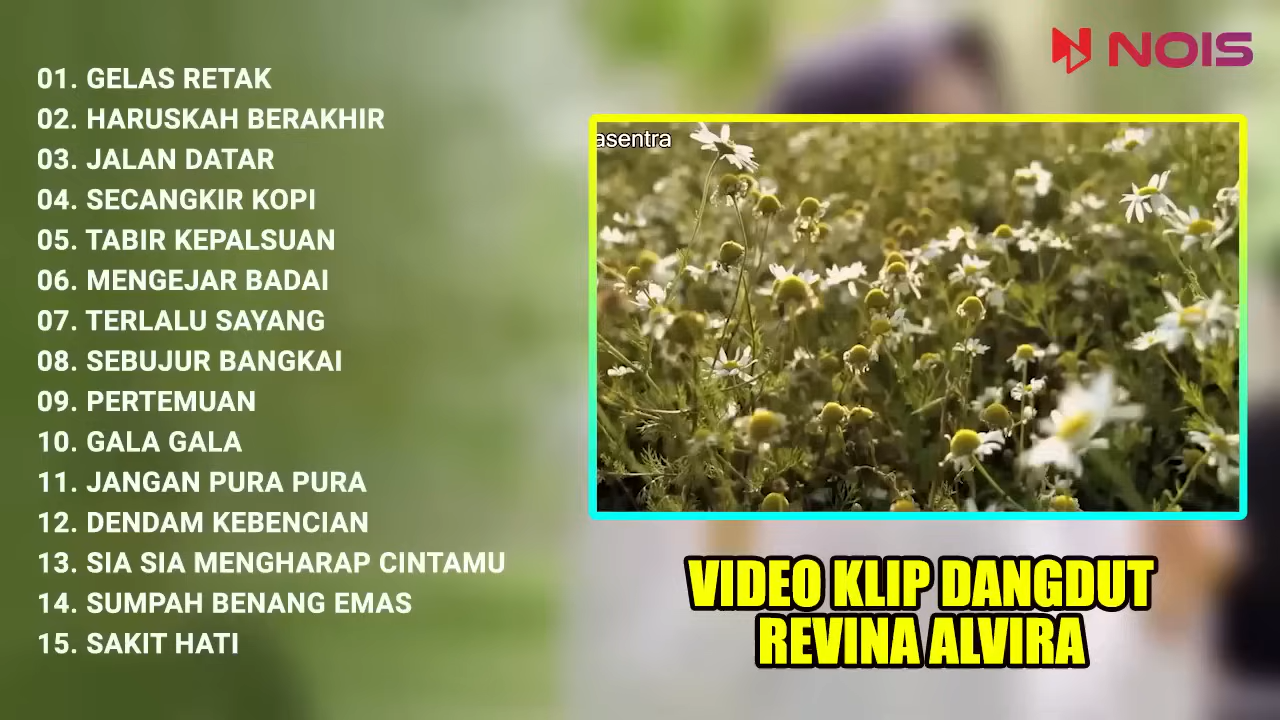 01. GELAS RETAK
02. HARUSKAH BERAKHIR
03. JALAN DATAR
04. SECANGKIR KOPI
05. TABIR KEPALSUAN
06. MENGEJAR BADAI
07. TERLALU SAYANG
08. SEBUJUR BANGKAI
09. PERTEMUAN
10. GALA GALA
11. JANGAN PURA PURA
12. DENDAM KEBENCIAN
13. SIA SIA MENGHARAP CINTAMU
14. SUMPAH BENANG EMAS
15. SAKIT HATI
NOIS
asentra
VIDEO KLIP DANGDUT
REVINA ALVIRA